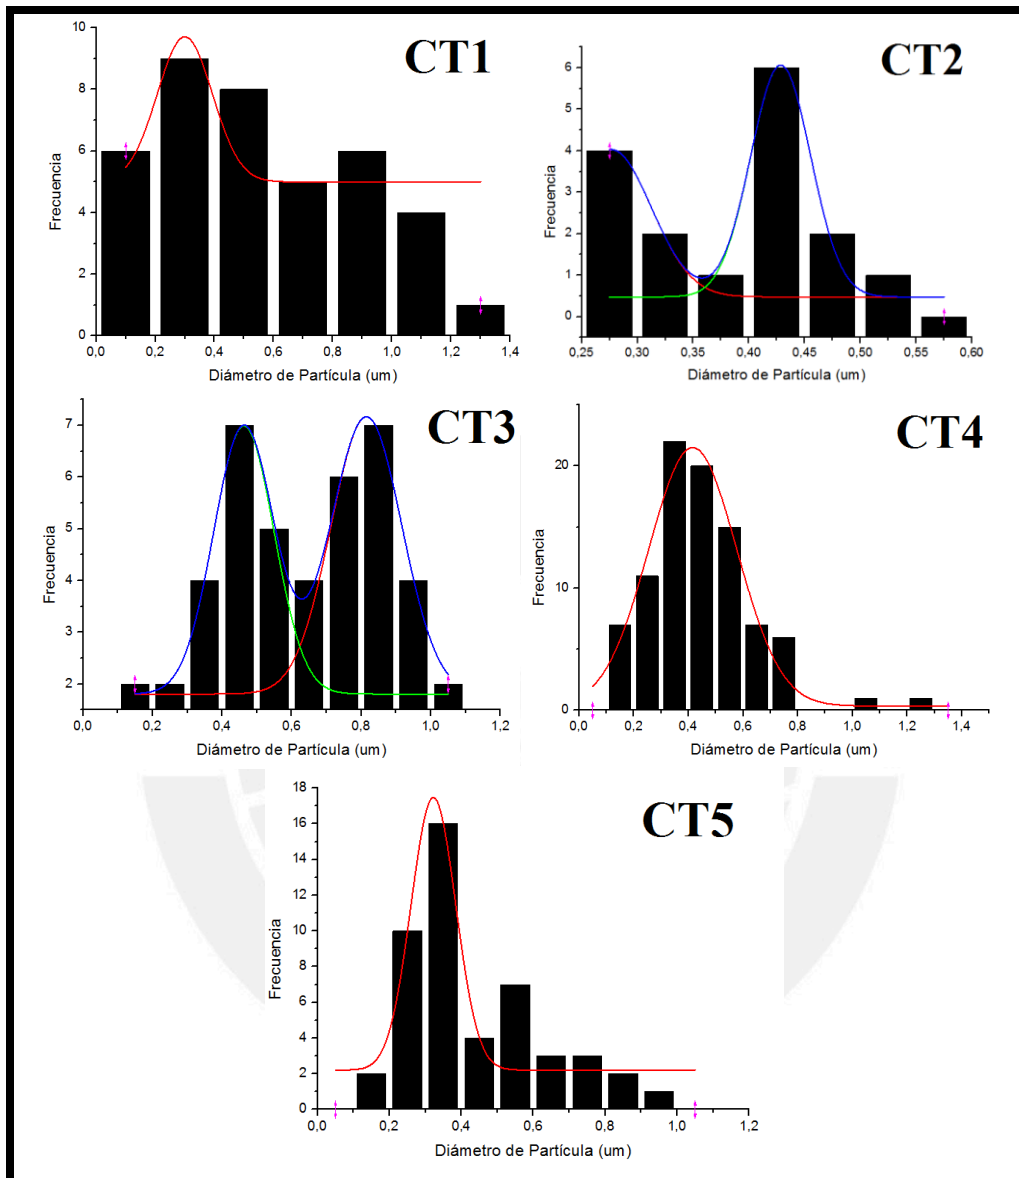 CT1
10
8
6
4
2
0
Frecuencia
0,0 0,2 0,4 0,6 0,8 1,0 1,2 1,4
Diámetro de Partícula (um)
CT2
6
5
4
3
2
1
0
Frecuencia
0,25 0,30 0,35 0,40 0,45 0,50 0,55 0,60
Diámetro de Partícula (um)
CT3
7
6
5
4
3
2
Frecuencia
0,0 0,2 0,4 0,6 0,8 1,0 1,2
Diámetro de Partícula (um)
CT4
20
10
0
Frecuencia
0,0 0,2 0,4 0,6 0,8 1,0 1,2 1,4
Diámetro de Partícula (um)
CT5
18
16
14
12
10
8
6
4
2
0
Frecuencia
0,0 0,2 0,4 0,6 0,8 1,0 1,2
Diámetro de Partícula (um)